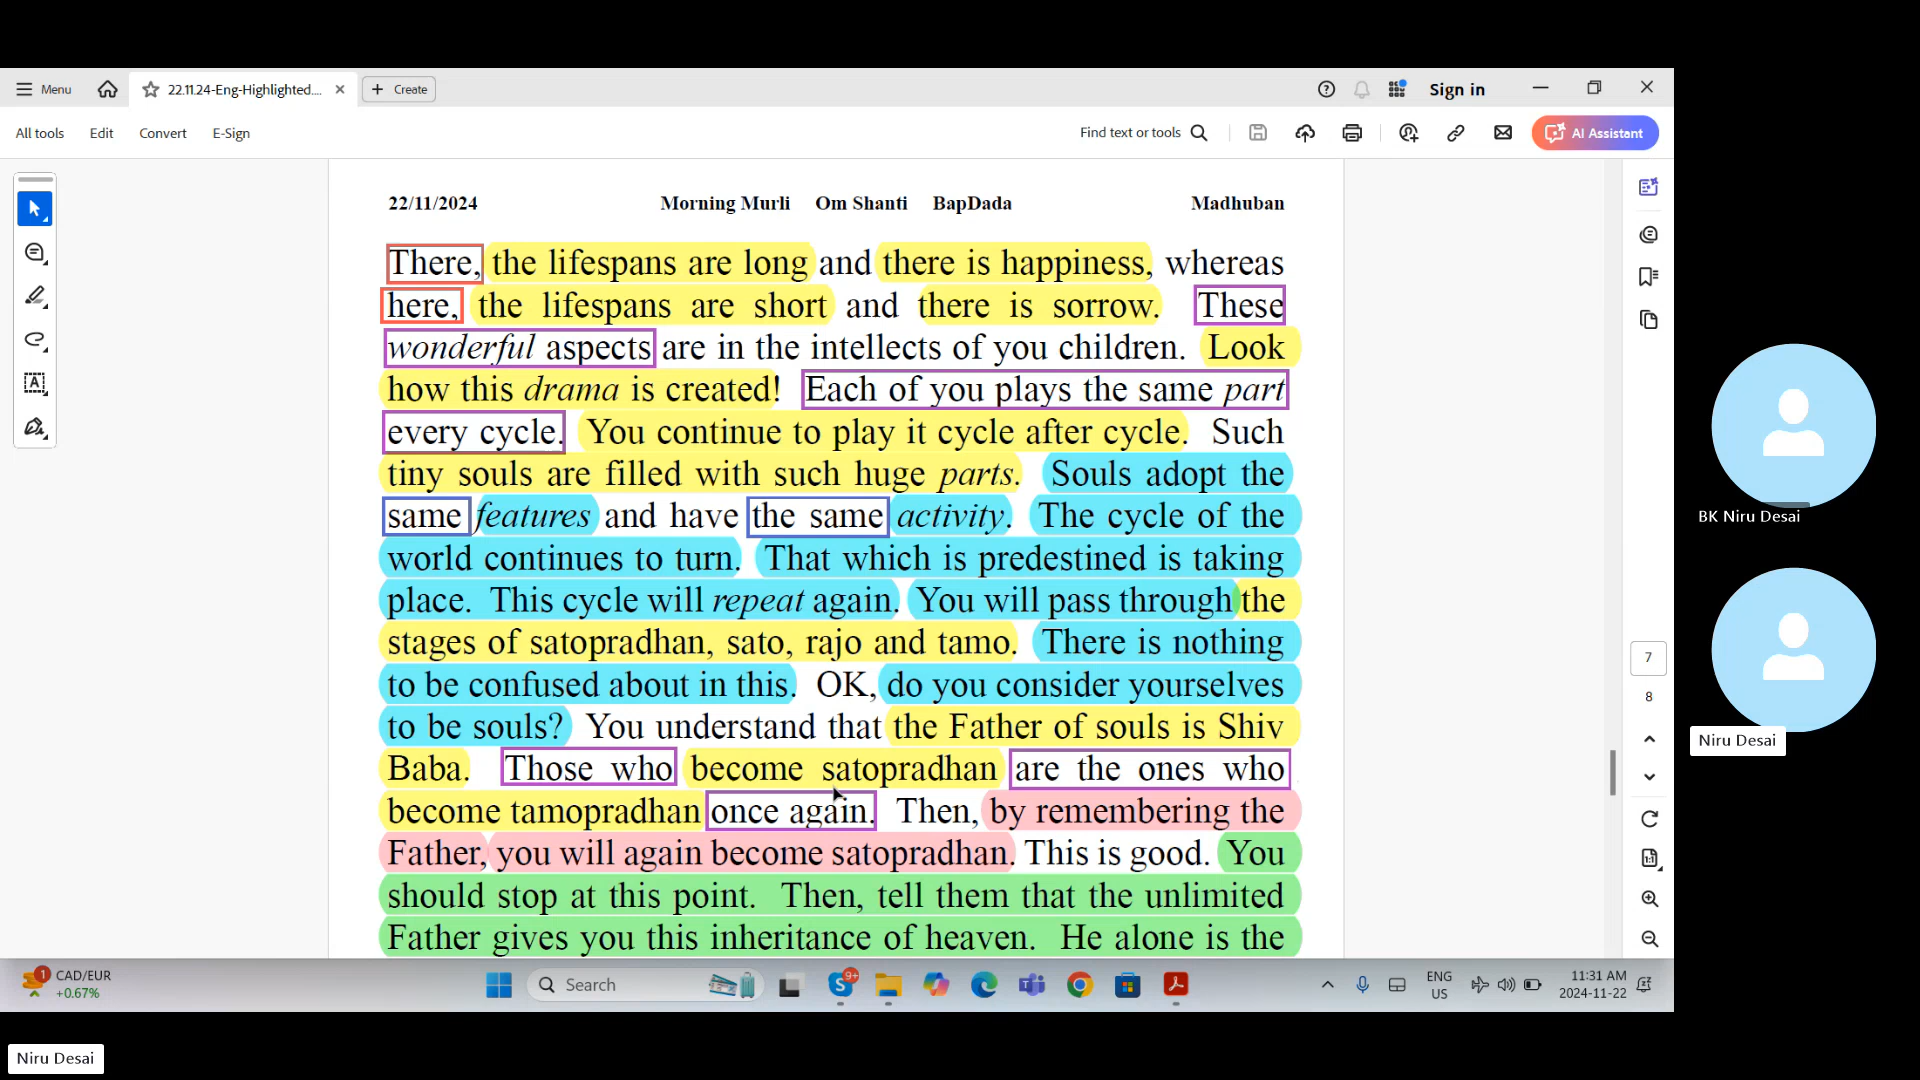 Menu
22.11.24-Eng-Highlighted....
Create
Sign in
All tools
Edit
Convert
E-Sign
Find text or tools
AI Assistant
22/11/2024 Morning Murli Om Shanti BapDada Madhuban
There, the lifespans are long and there is happiness, whereas
here, the lifespans are short and there is sorrow. These
wonderful aspects are in the intellects of you children. Look
how this drama is created! Each of you plays the same part
every cycle. You continue to play it cycle after cycle. Such
tiny souls are filled with such huge parts. Souls adopt the
same features and have the same activity. The cycle of the
world continues to turn. That which is predestined is taking
place. This cycle will repeat again. You will pass through the
stages of satopradhan, sato, rajo and tamo. There is nothing
to be confused about in this. OK, do you consider yourselves
to be souls? You understand that the Father of souls is Shiv
Baba. Those who become satopradhan are the ones who
become tamopradhan once again. Then, by remembering the
Father, you will again become satopradhan. This is good. You
should stop at this point. Then, tell them that the unlimited
Father gives you this inheritance of heaven. He alone is the
7
8
BK Niru Desai
Niru Desai
1
CAD/EUR
+0.67%
Search
9+
ENG
US
11:31 AM
2024-11-22
Niru Desai